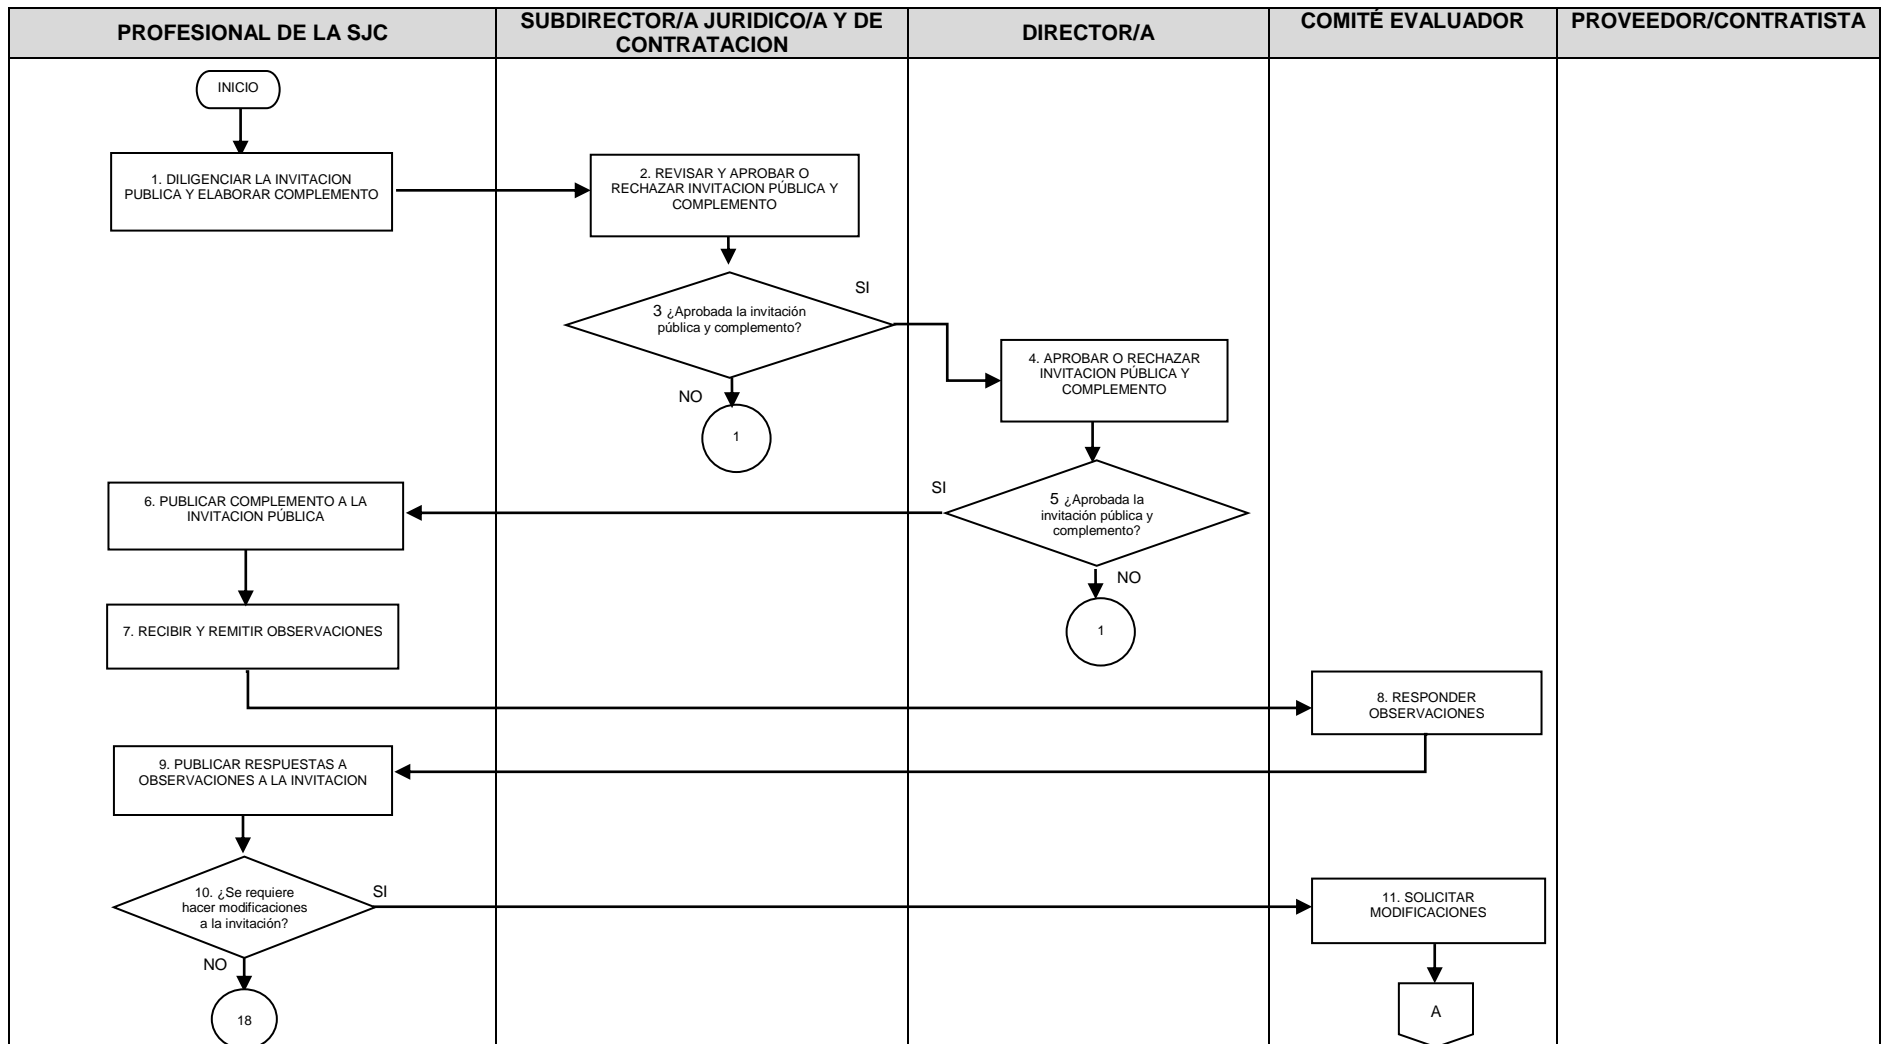 PROFESIONAL DE LA SJC
SUBDIRECTOR/A JURIDICO/A Y DE
CONTRATACION
DIRECTOR/A
COMITÉ EVALUADOR
PROVEEDOR/CONTRATISTA
INICIO
1. DILIGENCIAR LA INVITACION
PUBLICA Y ELABORAR COMPLEMENTO
2. REVISAR Y APROBAR O
RECHAZAR INVITACION PÚBLICA Y
COMPLEMENTO
3 ¿Aprobada la invitación
pública y complemento?
SI
NO
1
4. APROBAR O RECHAZAR
INVITACION PÚBLICA Y
COMPLEMENTO
5 ¿Aprobada la
invitación pública y
complemento?
SI
NO
1
6. PUBLICAR COMPLEMENTO A LA
INVITACION PÚBLICA
7. RECIBIR Y REMITIR OBSERVACIONES
8. RESPONDER
OBSERVACIONES
9. PUBLICAR RESPUESTAS A
OBSERVACIONES A LA INVITACION
10. ¿Se requiere
hacer modificaciones
a la invitación?
SI
NO
18
11. SOLICITAR
MODIFICACIONES
A